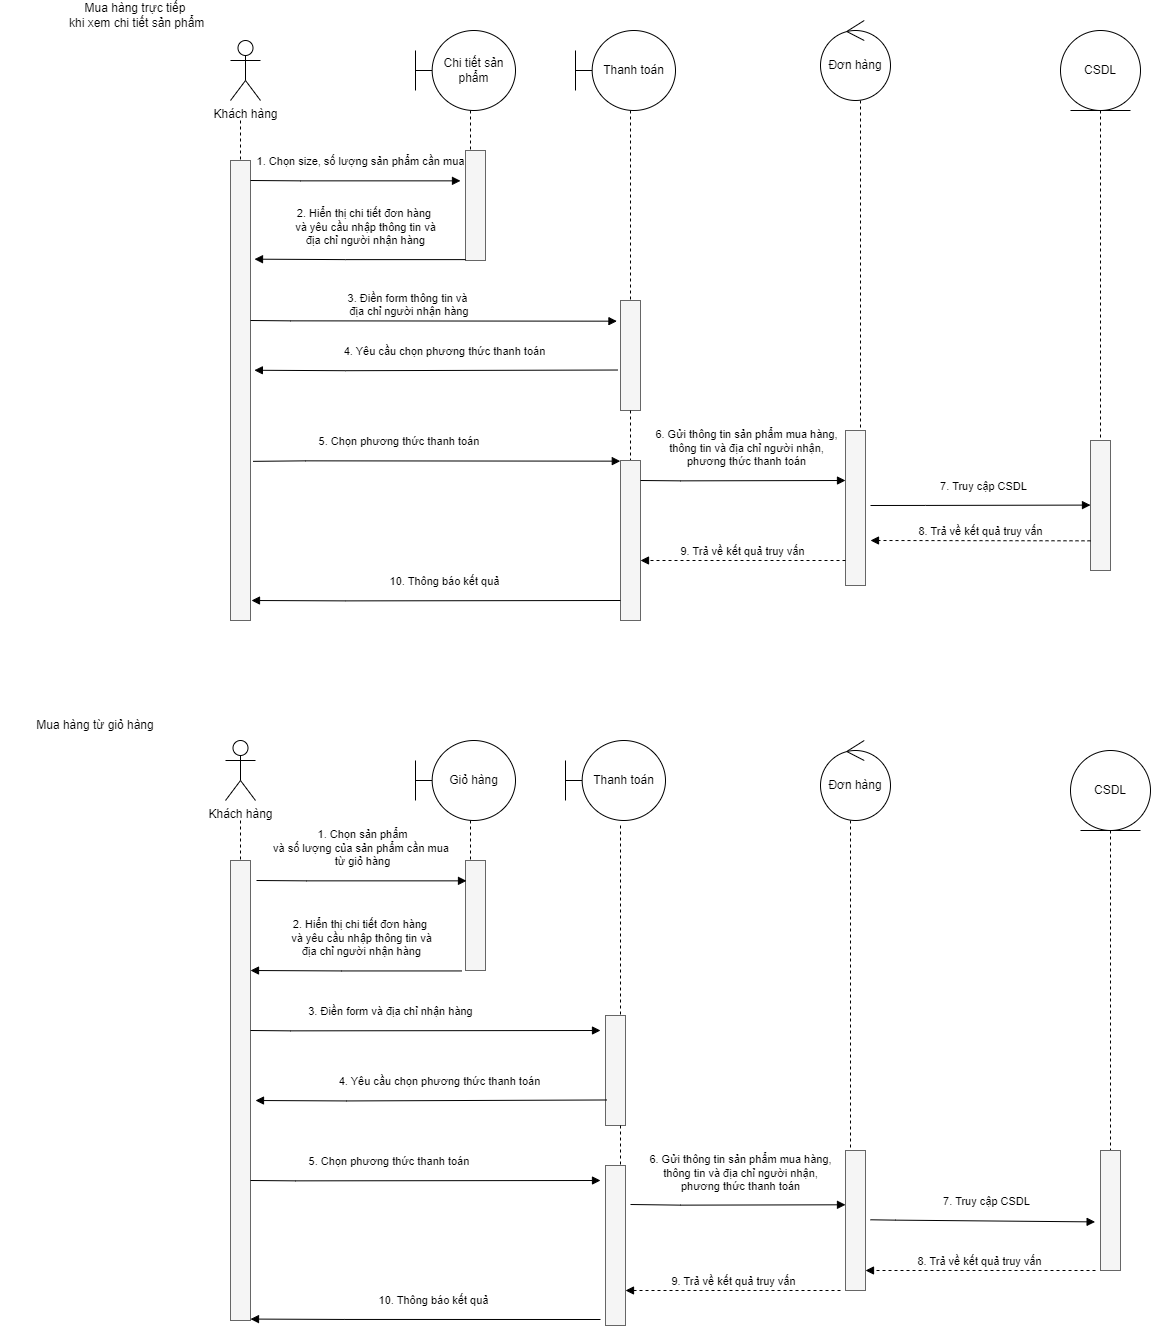 Mua hàng trực tiếp
khi xem chi tiết sản phẩm
Khách hàng
Chi tiết sản
phẩm
Thanh toán
Đơn hàng
CSDL
1. Chọn size, số lượng sản phẩm cần mua
2. Hiển thị chi tiết đơn hàng
và yêu cầu nhập thông tin và
địa chỉ người nhận hàng
3. Điền form thông tin và
địa chỉ người nhận hàng
4. Yêu cầu chọn phương thức thanh toán
5. Chọn phương thức thanh toán
6. Gửi thông tin sản phẩm mua hàng,
thông tin và địa chỉ người nhận,
phương thức thanh toán
7. Truy cập CSDL
8. Trả về kết quả truy vấn
9. Trả về kết quả truy vấn
10. Thông báo kết quả
Mua hàng từ giỏ hàng
Khách hàng
Giỏ hàng
Thanh toán
Đơn hàng
CSDL
1. Chọn sản phẩm
và số lượng của sản phẩm cần mua
từ giỏ hàng
2. Hiển thị chi tiết đơn hàng
và yêu cầu nhập thông tin và
địa chỉ người nhận hàng
3. Điền form và địa chỉ nhận hàng
4. Yêu cầu chọn phương thức thanh toán
5. Chọn phương thức thanh toán
6. Gửi thông tin sản phẩm mua hàng,
thông tin và địa chỉ người nhận,
phương thức thanh toán
7. Truy cập CSDL
8. Trả về kết quả truy vấn
9. Trả về kết quả truy vấn
10. Thông báo kết quả